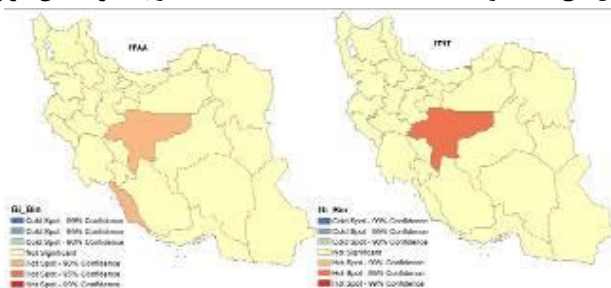 Gi_Bin
Cold Spot - 99% Confidence
Cold Spot - 95% Confidence
Cold Spot - 90% Confidence
Not Significant
Hot Spot - 90% Confidence
Hot Spot - 95% Confidence
Hot Spot - 99% Confidence
Gi_Bin
Cold Spot - 99% Confidence
Cold Spot - 95% Confidence
Cold Spot - 90% Confidence
Not Significant
Hot Spot - 90% Confidence
Hot Spot - 95% Confidence
Hot Spot - 99% Confidence